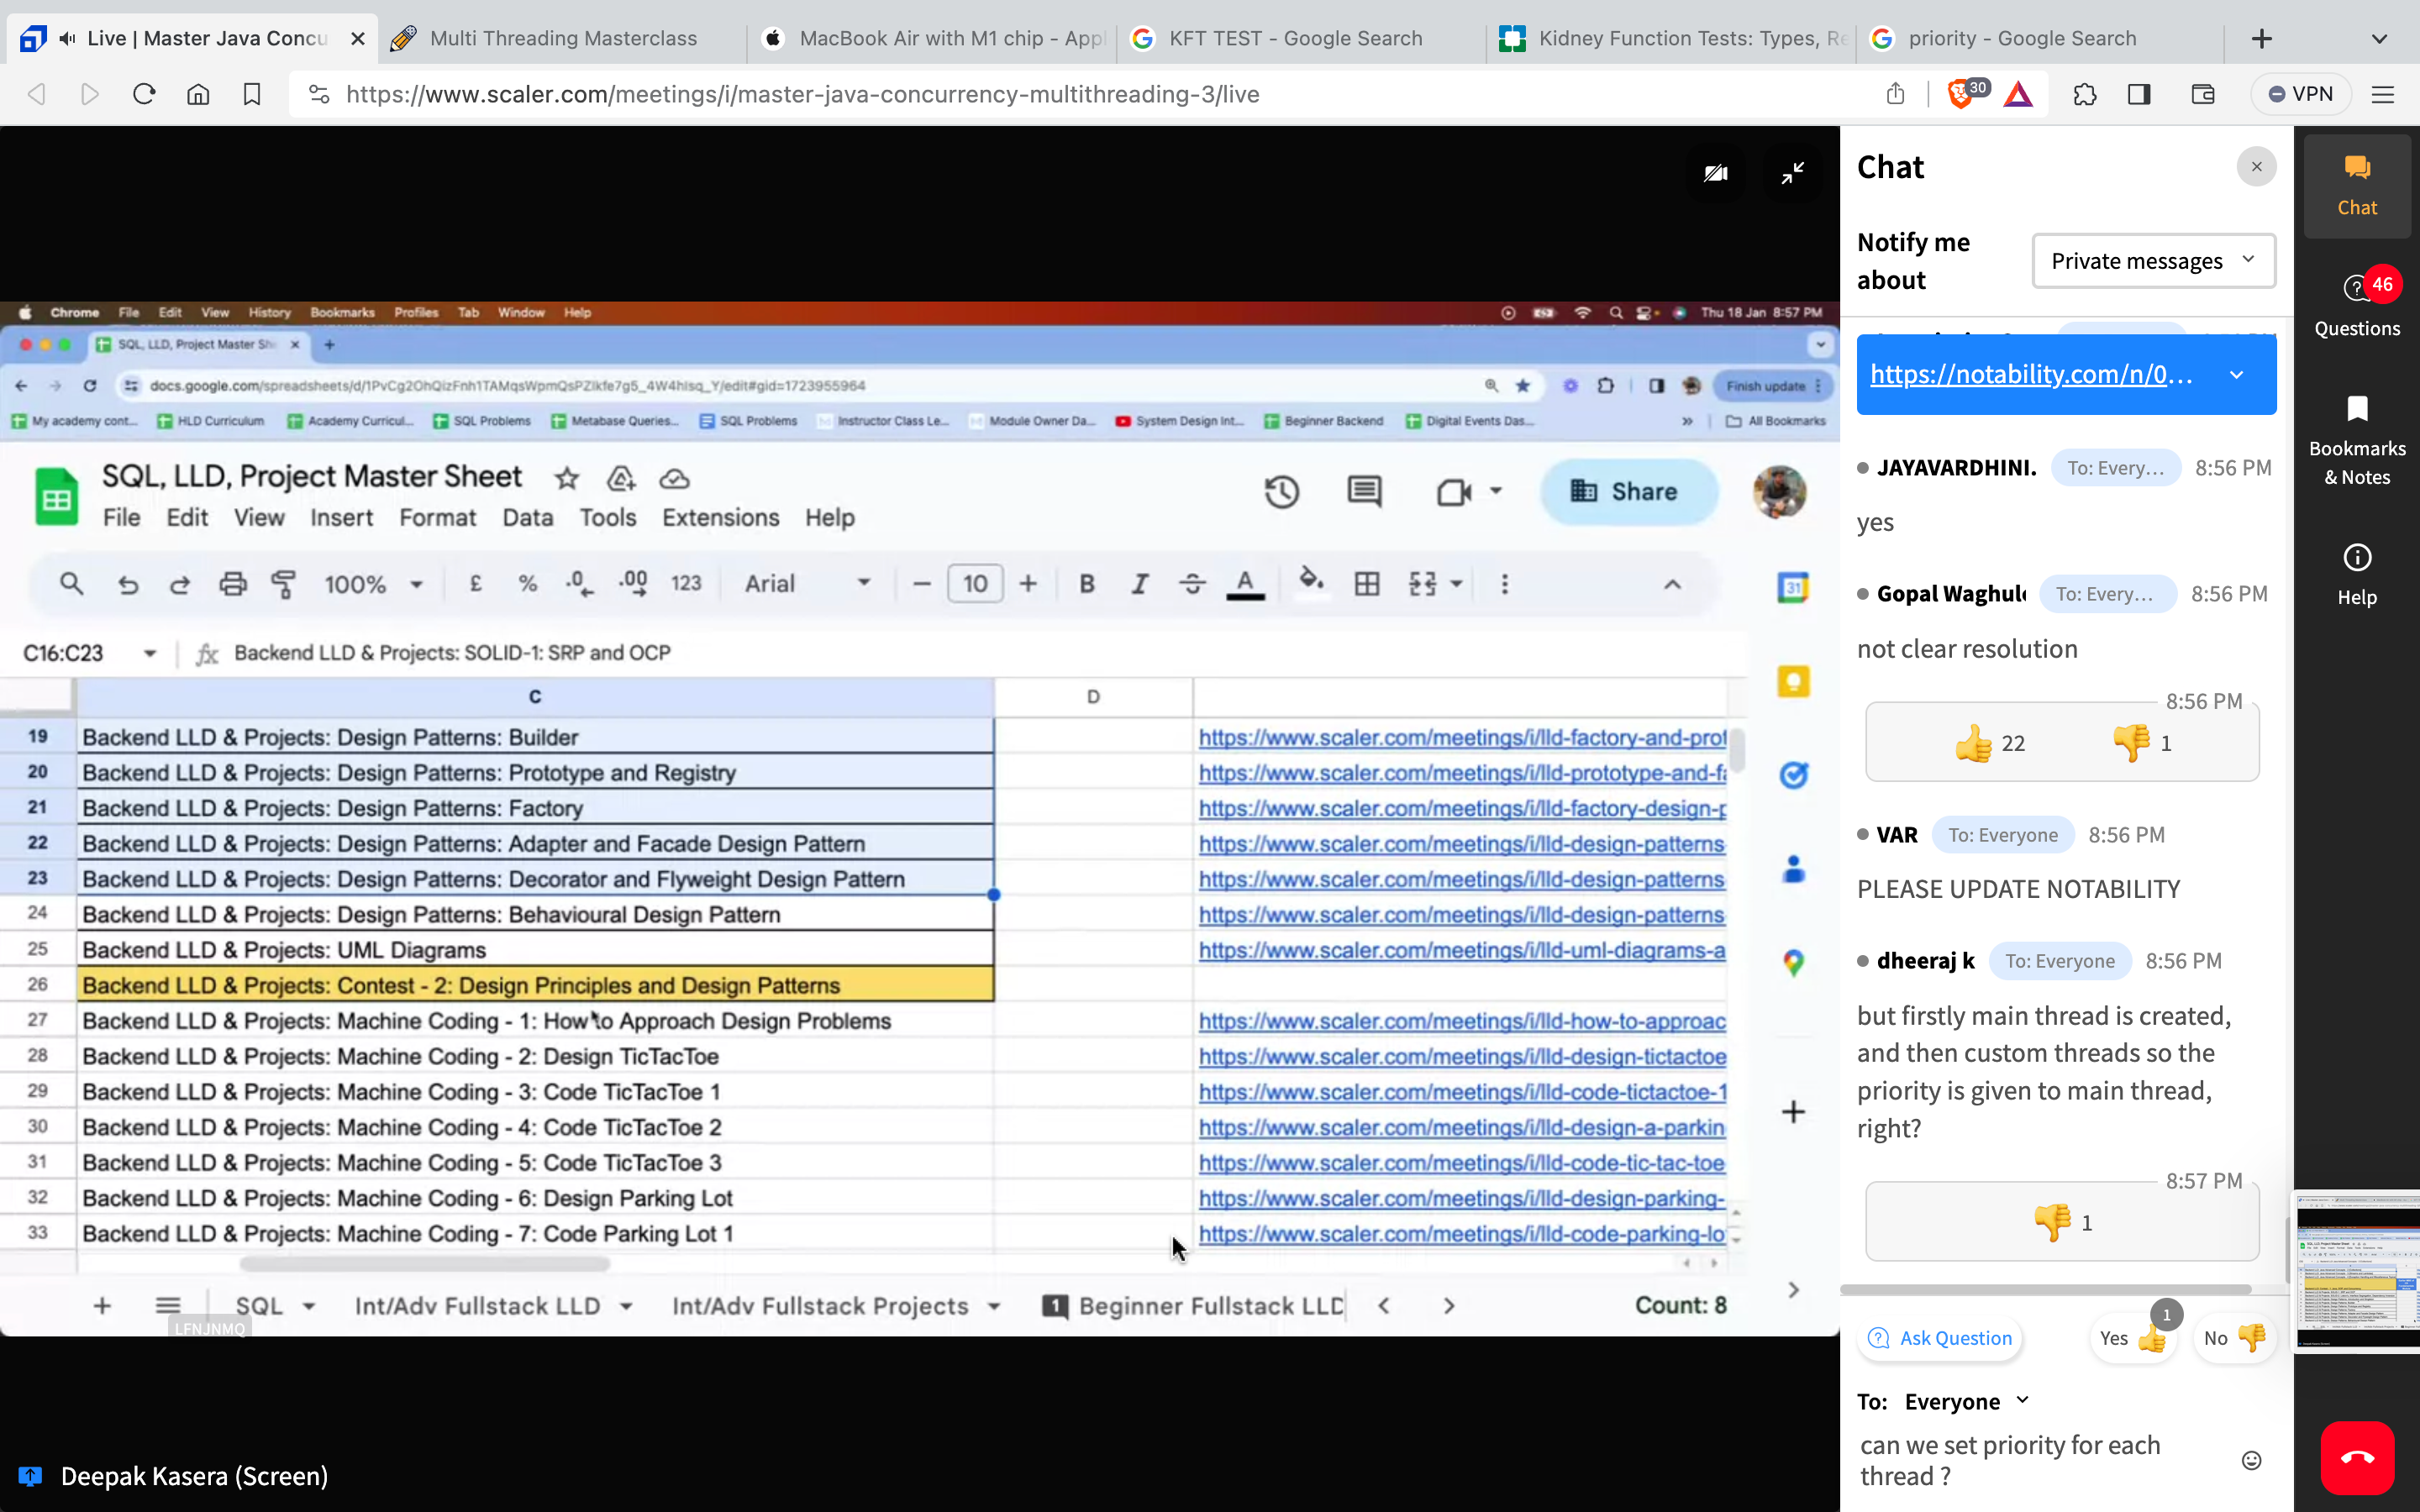 Live | Master Java Concu
Multi Threading Masterclass
MacBook Air with M1 chip - Appl
KFT TEST - Google Search
Kidney Function Tests: Types, Re
priority - Google Search
https://www.scaler.com/meetings/i/master-java-concurrency-multithreading-3/live
30
VPN
Chrome File Edit View History Bookmarks Profiles Tab Window Help
Thu 18 Jan 8:57 PM
SQL, LLD, Project Master She
docs.google.com/spreadsheets/d/1PvCg2OhQizFnh1TAMqsWpmQsPZlkfe7g5_4W4hlsq_Y/edit#gid=1723955964
Finish update
My academy cont... HLD Curriculum Academy Curricul... SQL Problems Metabase Queries... SQL Problems Instructor Class Le... Module Owner Da... System Design Int... Beginner Backend Digital Events Das... All Bookmarks
SQL, LLD, Project Master Sheet
File Edit View Insert Format Data Tools Extensions Help
Share
100% £ % .0 .00 123 Arial 10 B I A
31
C16:C23 fx Backend LLD & Projects: SOLID-1: SRP and OCP
C D
19 Backend LLD & Projects: Design Patterns: Builder https://www.scaler.com/meetings/i/lld-factory-and-prot
20 Backend LLD & Projects: Design Patterns: Prototype and Registry https://www.scaler.com/meetings/i/lld-prototype-and-fa
21 Backend LLD & Projects: Design Patterns: Factory https://www.scaler.com/meetings/i/lld-factory-design-p
22 Backend LLD & Projects: Design Patterns: Adapter and Facade Design Pattern https://www.scaler.com/meetings/i/lld-design-patterns-
23 Backend LLD & Projects: Design Patterns: Decorator and Flyweight Design Pattern https://www.scaler.com/meetings/i/lld-design-patterns-
24 Backend LLD & Projects: Design Patterns: Behavioural Design Pattern https://www.scaler.com/meetings/i/lld-design-patterns-
25 Backend LLD & Projects: UML Diagrams https://www.scaler.com/meetings/i/lld-uml-diagrams-a
26 Backend LLD & Projects: Contest - 2: Design Principles and Design Patterns
27 Backend LLD & Projects: Machine Coding - 1: How to Approach Design Problems https://www.scaler.com/meetings/i/lld-how-to-approac
28 Backend LLD & Projects: Machine Coding - 2: Design TicTacToe https://www.scaler.com/meetings/i/lld-design-tictactoe
29 Backend LLD & Projects: Machine Coding - 3: Code TicTacToe 1 https://www.scaler.com/meetings/i/lld-code-tictactoe-1
30 Backend LLD & Projects: Machine Coding - 4: Code TicTacToe 2 https://www.scaler.com/meetings/i/lld-design-a-parkin
31 Backend LLD & Projects: Machine Coding - 5: Code TicTacToe 3 https://www.scaler.com/meetings/i/lld-code-tic-tac-toe
32 Backend LLD & Projects: Machine Coding - 6: Design Parking Lot https://www.scaler.com/meetings/i/lld-design-parking-
33 Backend LLD & Projects: Machine Coding - 7: Code Parking Lot 1 https://www.scaler.com/meetings/i/lld-code-parking-lo
SQL Int/Adv Fullstack LLD Int/Adv Fullstack Projects 1 Beginner Fullstack LLD Count: 8
LFNJNMQ
Deepak Kasera (Screen)
Chat
Notify me about
Private messages
https://notability.com/n/0...
JAYAVARDHINI. To: Every... 8:56 PM
yes
Gopal Waghul To: Every... 8:56 PM
not clear resolution
8:56 PM
22 1
VAR To: Everyone 8:56 PM
PLEASE UPDATE NOTABILITY
dheeraj k To: Everyone 8:56 PM
but firstly main thread is created,
and then custom threads so the
priority is given to main thread,
right?
8:57 PM
1
Ask Question Yes 1 No
To: Everyone
can we set priority for each
thread ?
Chat
46
Questions
Bookmarks
& Notes
Help